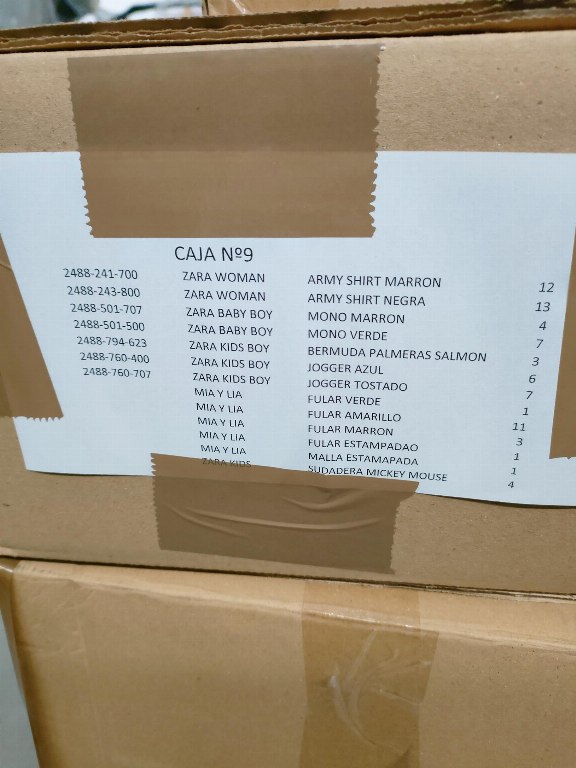 CAJA Nº9
2488-241-700 ZARA WOMAN ARMY SHIRT MARRON 12
2488-243-800 ZARA WOMAN ARMY SHIRT NEGRA 13
2488-501-707 ZARA BABY BOY MONO MARRON 4
2488-501-500 ZARA BABY BOY MONO VERDE 7
2488-794-623 ZARA KIDS BOY BERMUDA PALMERAS SALMON 3
2488-760-400 ZARA KIDS BOY JOGGER AZUL 6
2488-760-707 ZARA KIDS BOY JOGGER TOSTADO 7
MIA Y LIA FULAR VERDE 1
MIA Y LIA FULAR AMARILLO 11
MIA Y LIA FULAR MARRON 3
MIA Y LIA FULAR ESTAMPADAO 1
MIA Y LIA MALLA ESTAMAPADA 1
ZARA KIDS SUDADERA MICKEY MOUSE 4